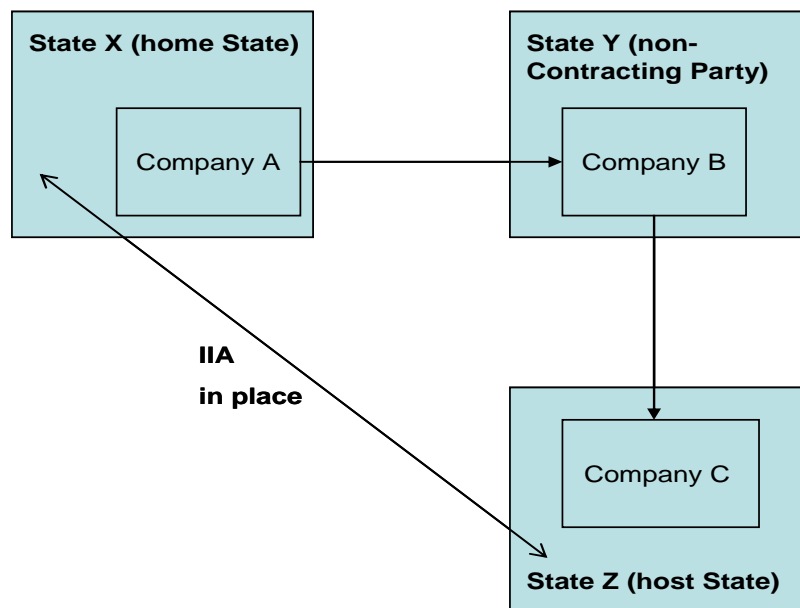 State X (home State)
Company A
State Y (non-
Contracting Party)
Company B
IIA
in place
Company C
State Z (host State)